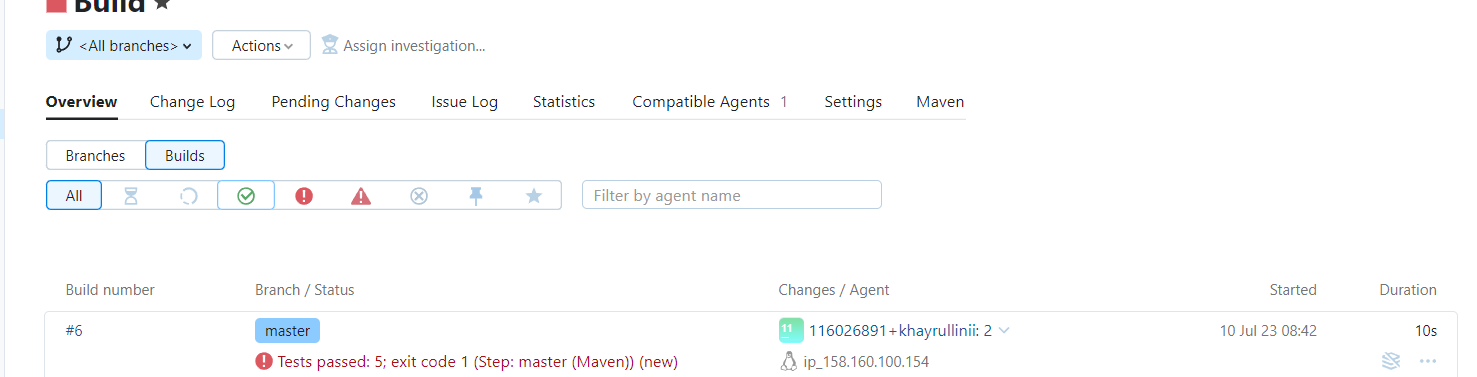 Build
<All branches> Actions Assign investigation...
Overview Change Log Pending Changes Issue Log Statistics Compatible Agents 1 Settings Maven
Branches Builds
All Filter by agent name
Build number Branch / Status Changes / Agent Started Duration
#6 master 11 116026891+khayrullinii: 2 10 Jul 23 08:42 10s
Tests passed: 5; exit code 1 (Step: master (Maven)) (new) ip_158.160.100.154